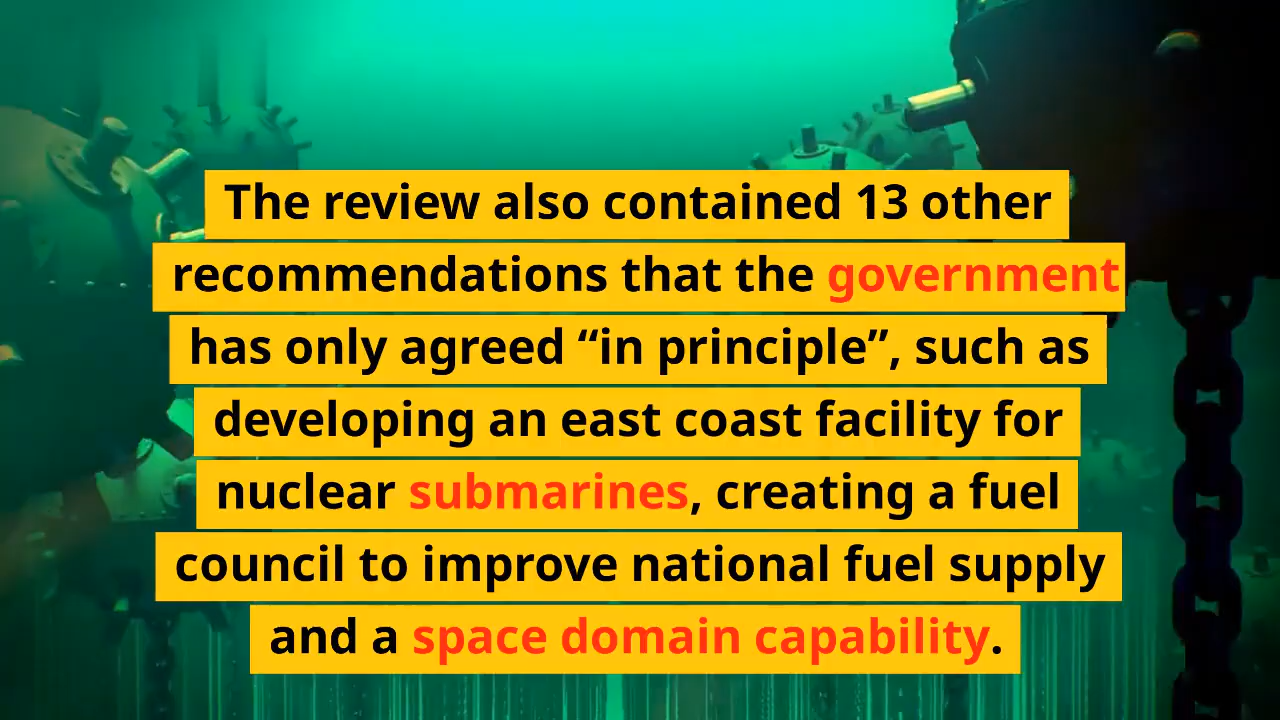 The review also contained 13 other
recommendations that the government
has only agreed “in principle”, such as
developing an east coast facility for
nuclear submarines, creating a fuel
council to improve national fuel supply
and a space domain capability.